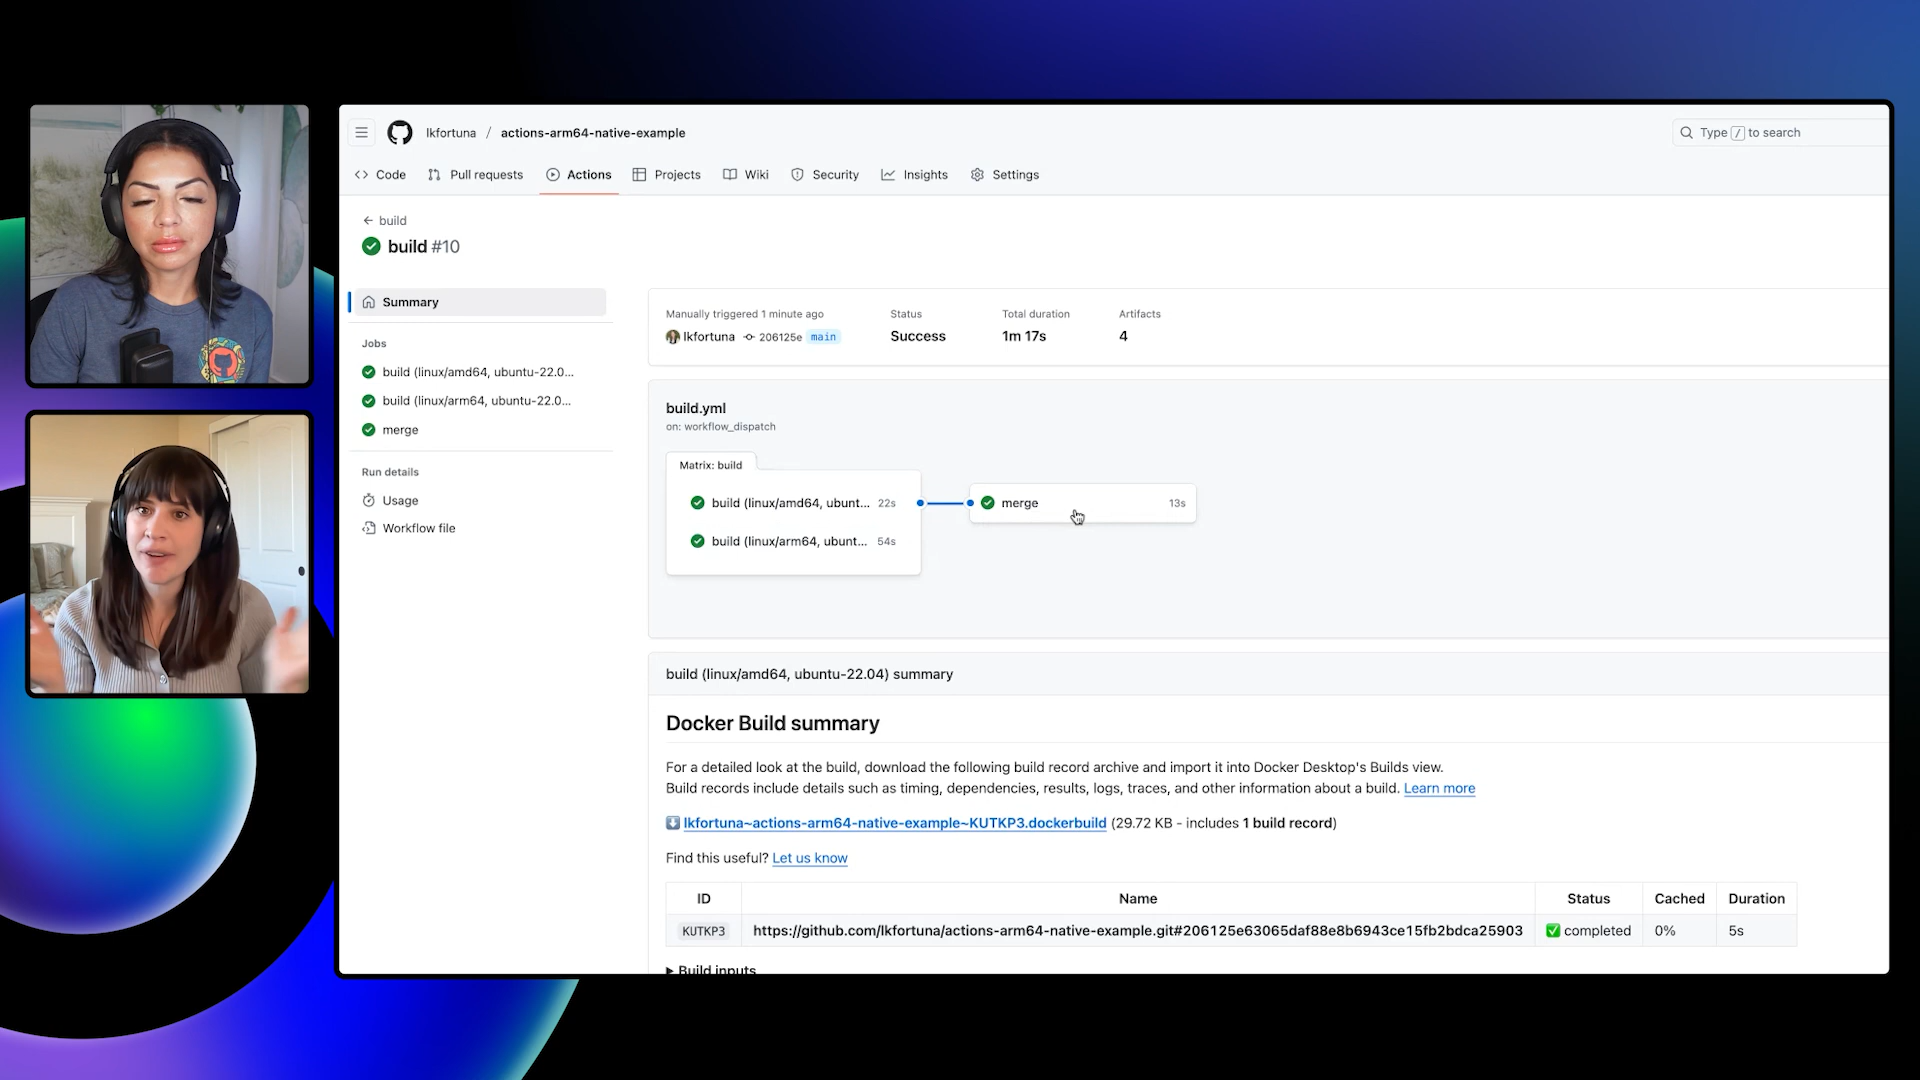 lkfortuna / actions-arm64-native-example
Type / to search
Code
Pull requests
Actions
Projects
Wiki
Security
Insights
Settings
← build
build #10
Summary
Jobs
build (linux/amd64, ubuntu-22.0...
build (linux/arm64, ubuntu-22.0...
merge
Run details
Usage
Workflow file
Manually triggered 1 minute ago
lkfortuna 206125e main
Status
Success
Total duration
1m 17s
Artifacts
4
build.yml
on: workflow_dispatch
Matrix: build
build (linux/amd64, ubunt... 22s
build (linux/arm64, ubunt... 54s
merge 13s
build (linux/amd64, ubuntu-22.04) summary
Docker Build summary
For a detailed look at the build, download the following build record archive and import it into Docker Desktop's Builds view.
Build records include details such as timing, dependencies, results, logs, traces, and other information about a build. Learn more
lkfortuna~actions-arm64-native-example~KUTKP3.dockerbuild (29.72 KB - includes 1 build record)
Find this useful? Let us know
ID Name Status Cached Duration
KUTKP3 https://github.com/lkfortuna/actions-arm64-native-example.git#206125e63065daf88e8b6943ce15fb2bdca25903 completed 0% 5s
Build inputs